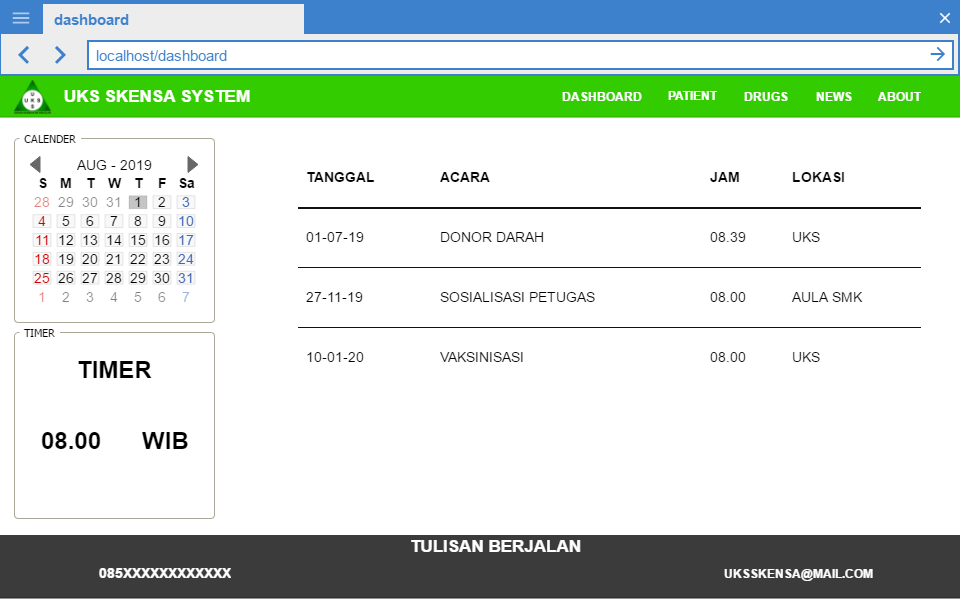 dashboard
localhost/dashboard
U
U K S
S
UKS SKENSA SYSTEM
DASHBOARD PATIENT DRUGS NEWS ABOUT
CALENDER
AUG - 2019
S M T W T F Sa
28 29 30 31 1 2 3
4 5 6 7 8 9 10
11 12 13 14 15 16 17
18 19 20 21 22 23 24
25 26 27 28 29 30 31
1 2 3 4 5 6 7
TIMER
TIMER
08.00 WIB
TANGGAL ACARA JAM LOKASI
01-07-19 DONOR DARAH 08.39 UKS
27-11-19 SOSIALISASI PETUGAS 08.00 AULA SMK
10-01-20 VAKSINISASI 08.00 UKS
TULISAN BERJALAN
085XXXXXXXXXXXX UKSSKENSA@MAIL.COM